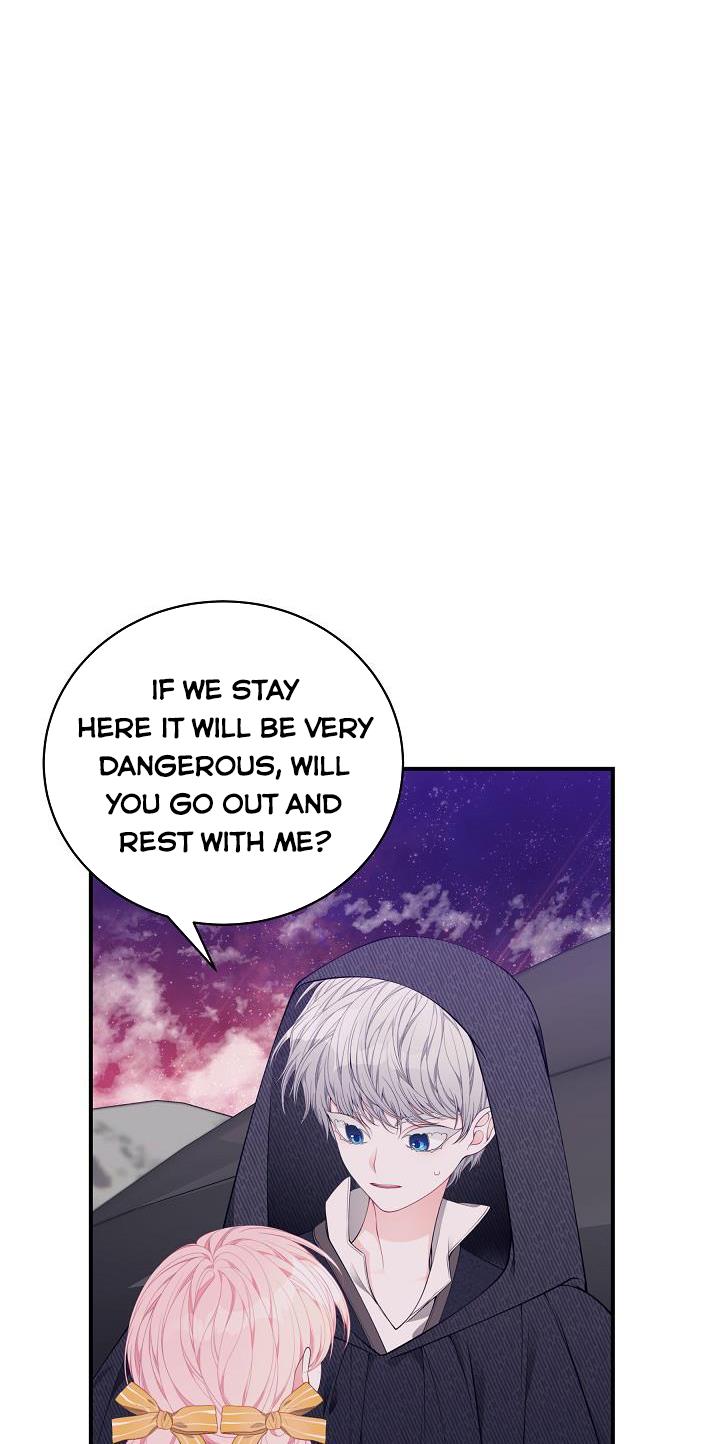 IF WE STAY
HERE IT WILL BE VERY
DANGEROUS, WILL
YOU GO OUT AND
REST WITH ME?